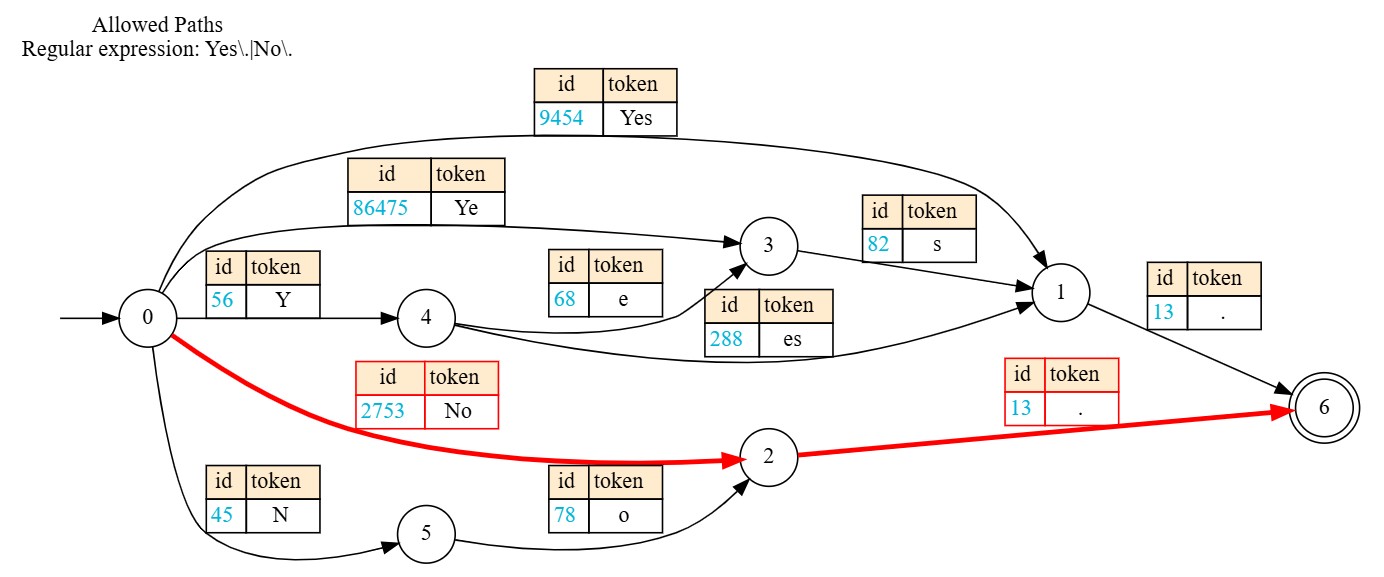 Allowed Paths
Regular expression: Yes\.|No\.
id token
9454 Yes
id token
86475 Ye
id token
82 s
3
id token
56 Y
id token
68 e
id token
13 .
1
id token
288 es
0
4
id token
2753 No
id token
13 .
6
2
id token
45 N
id token
78 o
5